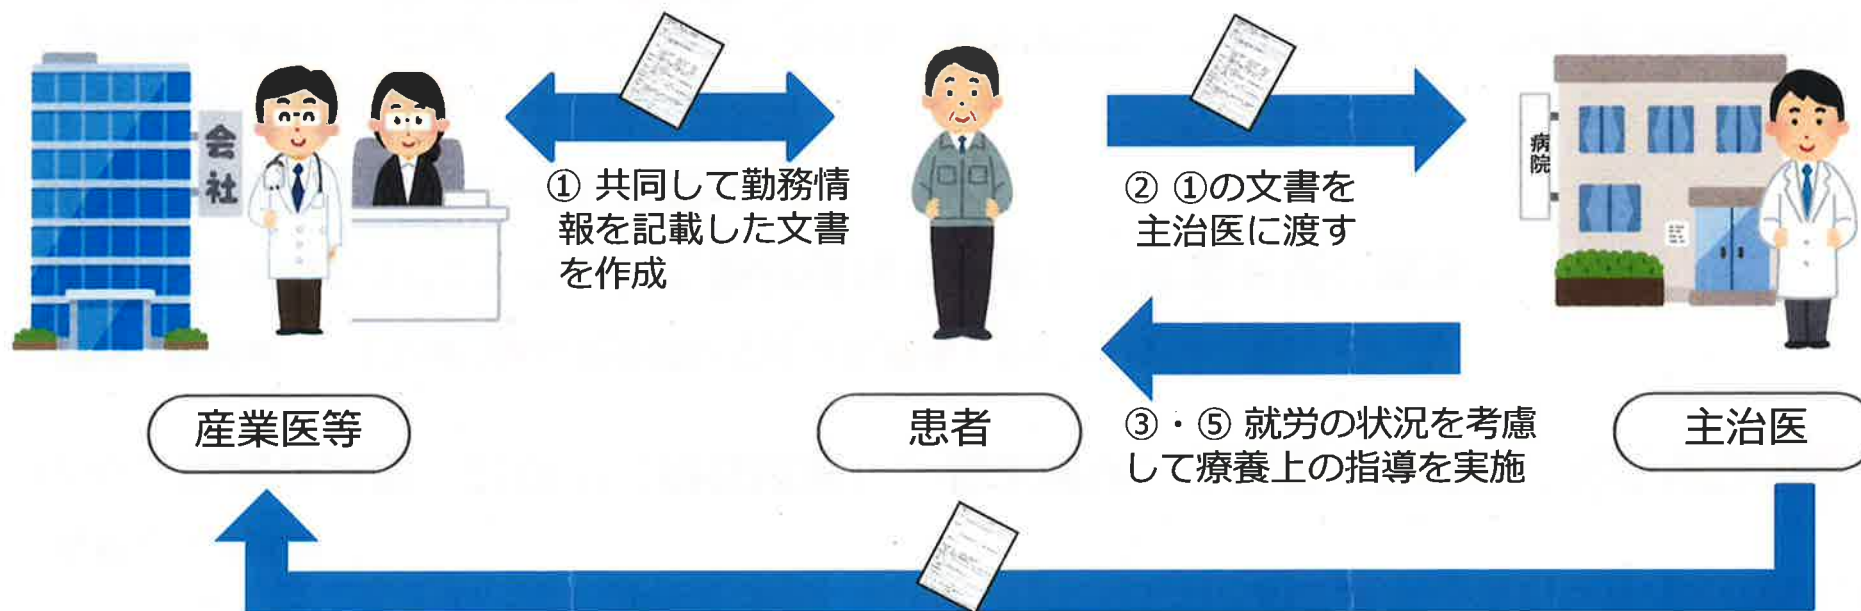 会社
① 共同して勤務情
報を記載した文書
を作成
② ①の文書を
主治医に渡す
病院
③・⑤ 就労の状況を考慮
して療養上の指導を実施
産業医等
患者
主治医